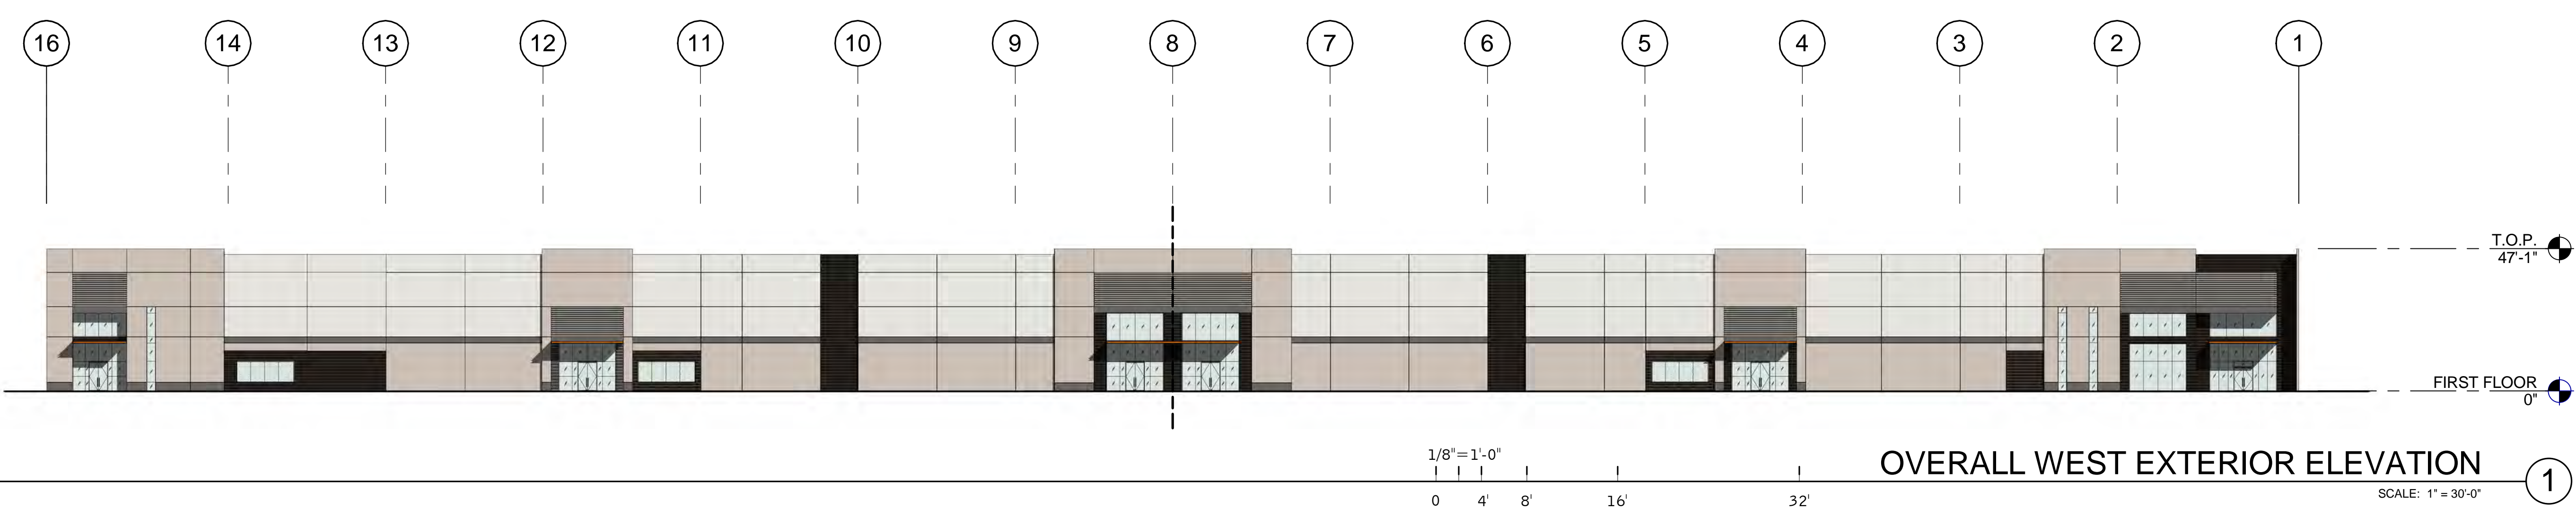 16 14 13 12 11 10 9 8 7 6 5 4 3 2 1
T.O.P.
47'-1"
FIRST FLOOR
0"
1/8"=1'-0"
0 4' 8' 16' 32'
OVERALL WEST EXTERIOR ELEVATION
1
SCALE: 1" = 30'-0"